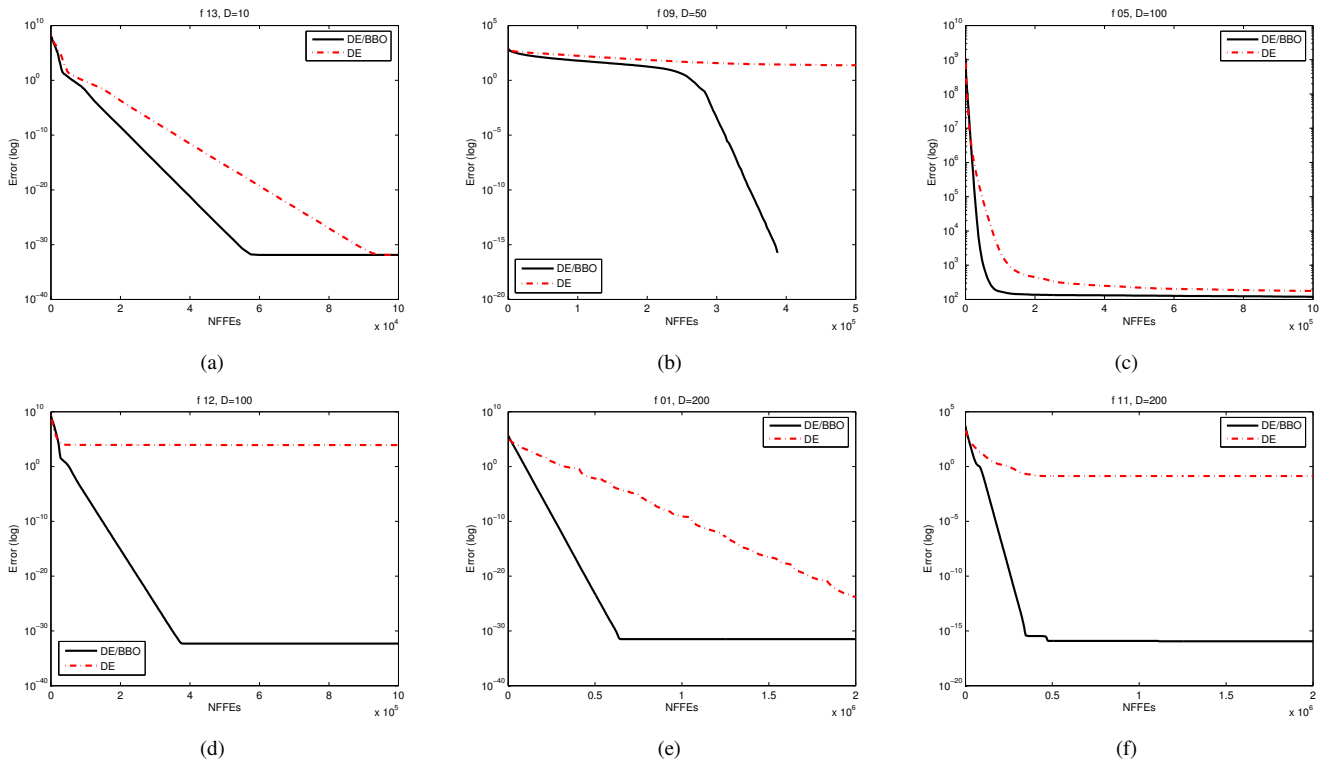 f 13, D=10
DE/BBO
DE
10^10
10^0
10^-10
10^-20
10^-30
10^-40
Error (log)
0 2 4 6 8 10
x 10^4
NFFEs
(a)
f 09, D=50
DE/BBO
DE
10^5
10^0
10^-5
10^-10
10^-15
10^-20
Error (log)
0 1 2 3 4 5
x 10^5
NFFEs
(b)
f 05, D=100
DE/BBO
DE
10^10
10^9
10^8
10^7
10^6
10^5
10^4
10^3
10^2
Error (log)
0 2 4 6 8 10
x 10^5
NFFEs
(c)
f 12, D=100
DE/BBO
DE
10^10
10^0
10^-10
10^-20
10^-30
10^-40
Error (log)
0 2 4 6 8 10
x 10^5
NFFEs
(d)
f 01, D=200
DE/BBO
DE
10^10
10^0
10^-10
10^-20
10^-30
10^-40
Error (log)
0 0.5 1 1.5 2
x 10^6
NFFEs
(e)
f 11, D=200
DE/BBO
DE
10^5
10^0
10^-5
10^-10
10^-15
10^-20
Error (log)
0 0.5 1 1.5 2
x 10^6
NFFEs
(f)